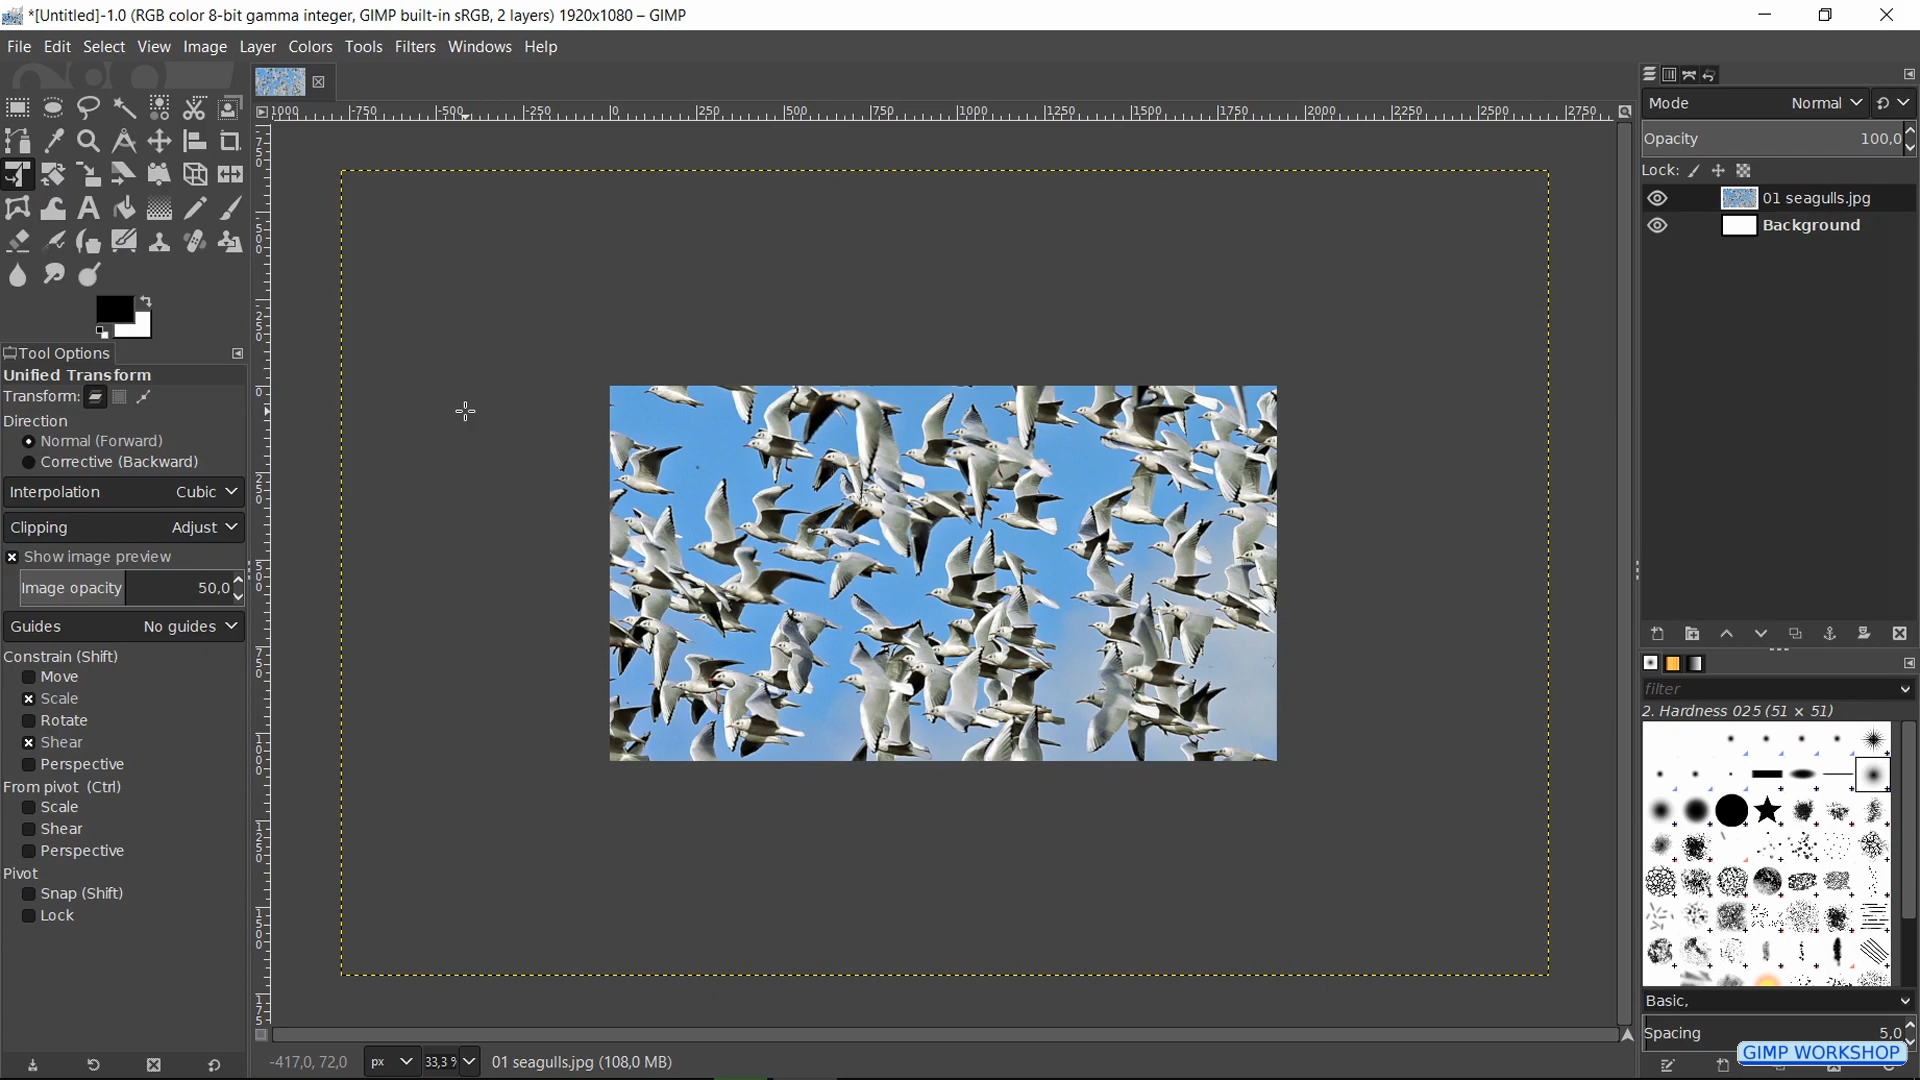 *[Untitled]-1.0 (RGB color 8-bit gamma integer, GIMP built-in sRGB, 2 layers) 1920x1080 – GIMP
File Edit Select View Image Layer Colors Tools Filters Windows Help
1000 -750 -500 -250 0 250 500 750 1000 1250 1500 1750 2000 2250 2500 2750
Mode Normal
Opacity 100,0
Lock:
01 seagulls.jpg
Background
Tool Options
Unified Transform
Transform:
Direction
Normal (Forward)
Corrective (Backward)
Interpolation Cubic
Clipping Adjust
Show image preview
Image opacity 50,0
Guides No guides
Constrain (Shift)
Move
Scale
Rotate
Shear
Perspective
From pivot (Ctrl)
Scale
Shear
Perspective
Pivot
Snap (Shift)
Lock
filter
2. Hardness 025 (51 × 51)
Basic,
Spacing 5,0
GIMP WORKSHOP
-417,0, 72,0 px 33,3 % 01 seagulls.jpg (108,0 MB)